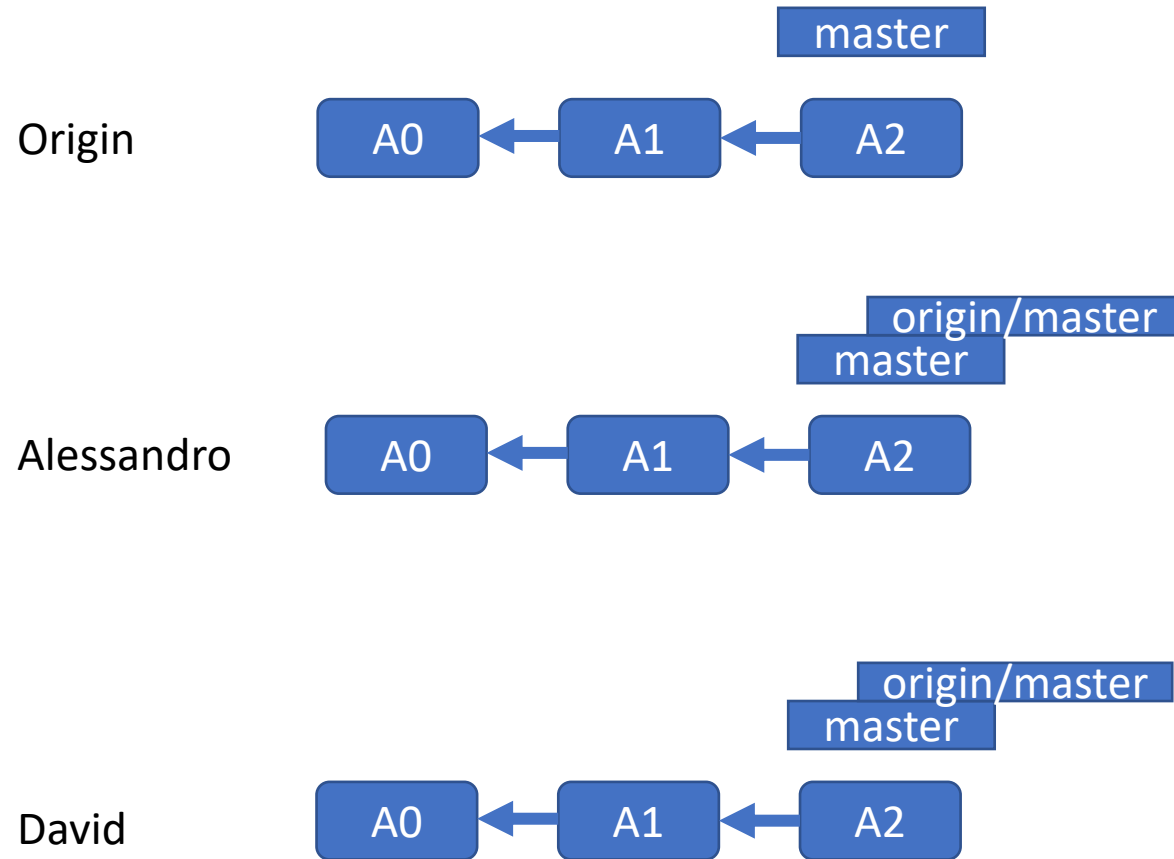 master
Origin
A0
A1
A2
origin/master
master
Alessandro
A0
A1
A2
origin/master
master
David
A0
A1
A2